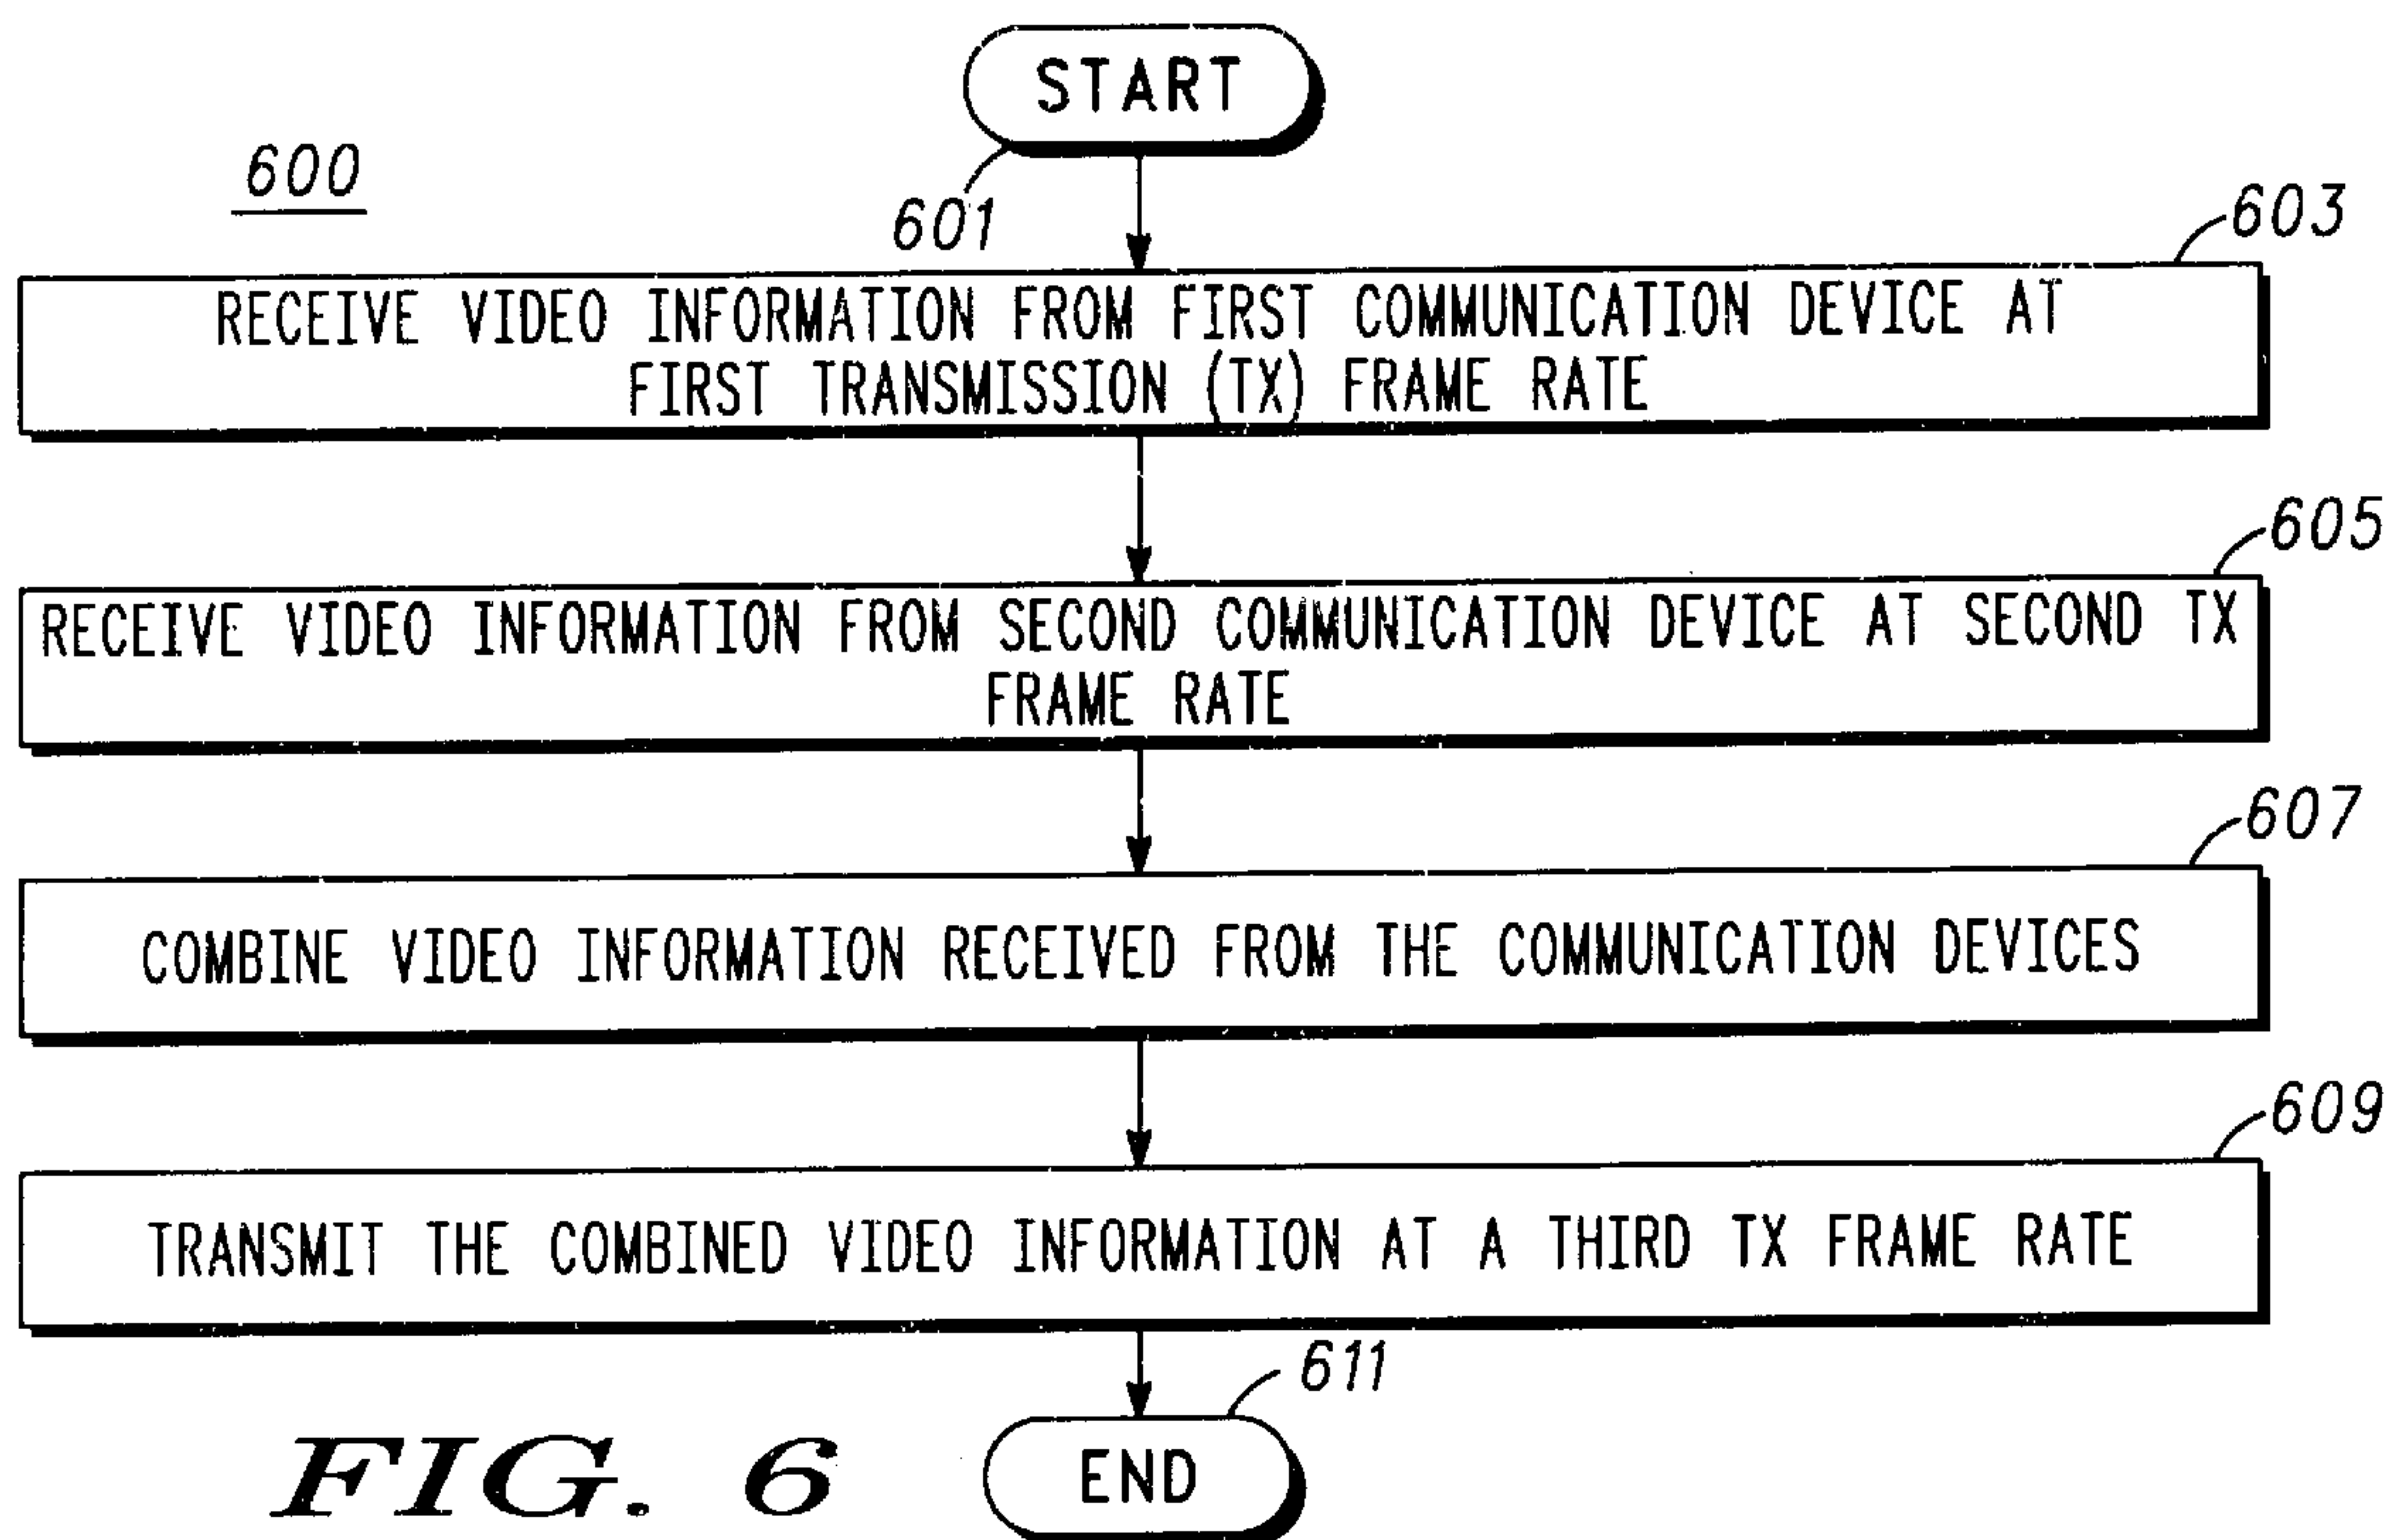 START
600
601
603
RECEIVE VIDEO INFORMATION FROM FIRST COMMUNICATION DEVICE AT
FIRST TRANSMISSION (TX) FRAME RATE
605
RECEIVE VIDEO INFORMATION FROM SECOND COMMUNICATION DEVICE AT SECOND TX
FRAME RATE
607
COMBINE VIDEO INFORMATION RECEIVED FROM THE COMMUNICATION DEVICES
609
TRANSMIT THE COMBINED VIDEO INFORMATION AT A THIRD TX FRAME RATE
611
END
FIG. 6